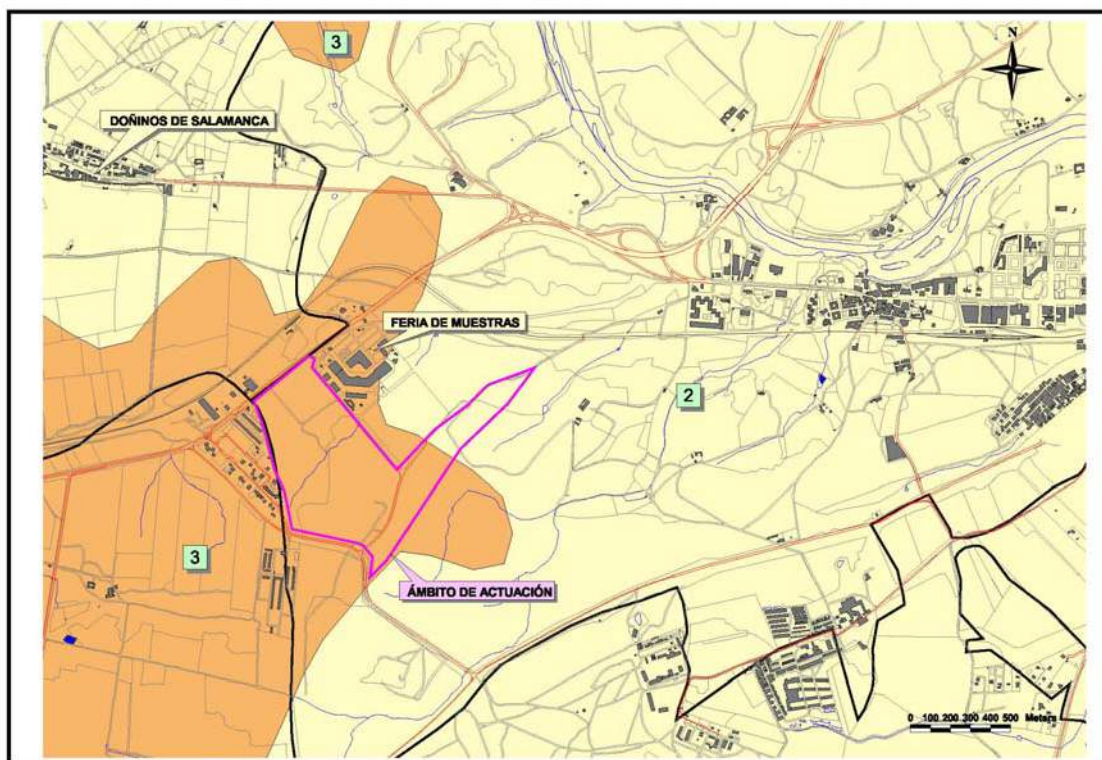 3
N
DOÑINOS DE SALAMANCA
FERIA DE MUESTRAS
2
3
ÁMBITO DE ACTUACIÓN
0 100 200 300 400 500 Meters